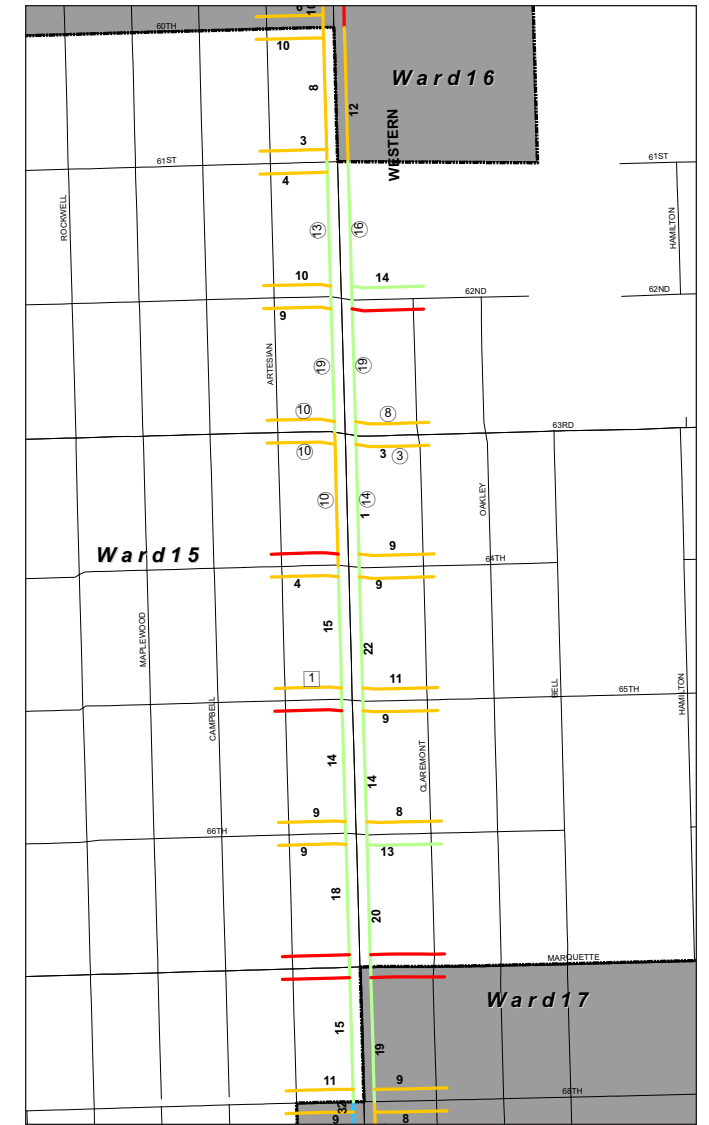 6
10
60TH
10
8
Ward16
12
WESTERN
3
61ST
61ST
4
ROCKWELL
13
16
HAMILTON
10
14
62ND
62ND
9
ARTESIAN
19
19
10
8
63RD
10
3
3
10
14
1
OAKLEY
Ward15
9
64TH
4
9
MAPLEWOOD
15
22
1
11
65TH
BELL
HAMILTON
CAMPBELL
9
14
14
CLAREMONT
9
8
66TH
9
13
18
20
MARQUETTE
Ward17
15
19
11
9
68TH
32
9
8